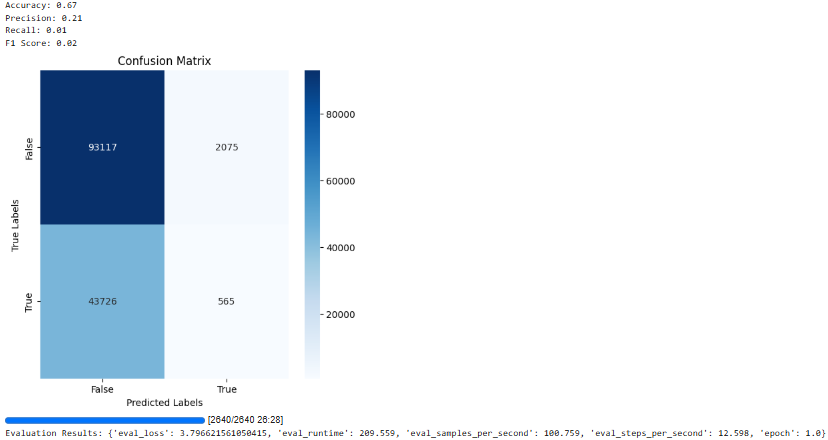 Accuracy: 0.67
Precision: 0.21
Recall: 0.01
F1 Score: 0.02
Confusion Matrix
False
93117
2075
80000
60000
True Labels
40000
True
43726
565
20000
False
True
Predicted Labels
[2640/2640 26:28]
Evaluation Results: {'eval_loss': 3.796621561050415, 'eval_runtime': 209.559, 'eval_samples_per_second': 100.759, 'eval_steps_per_second': 12.598, 'epoch': 1.0}